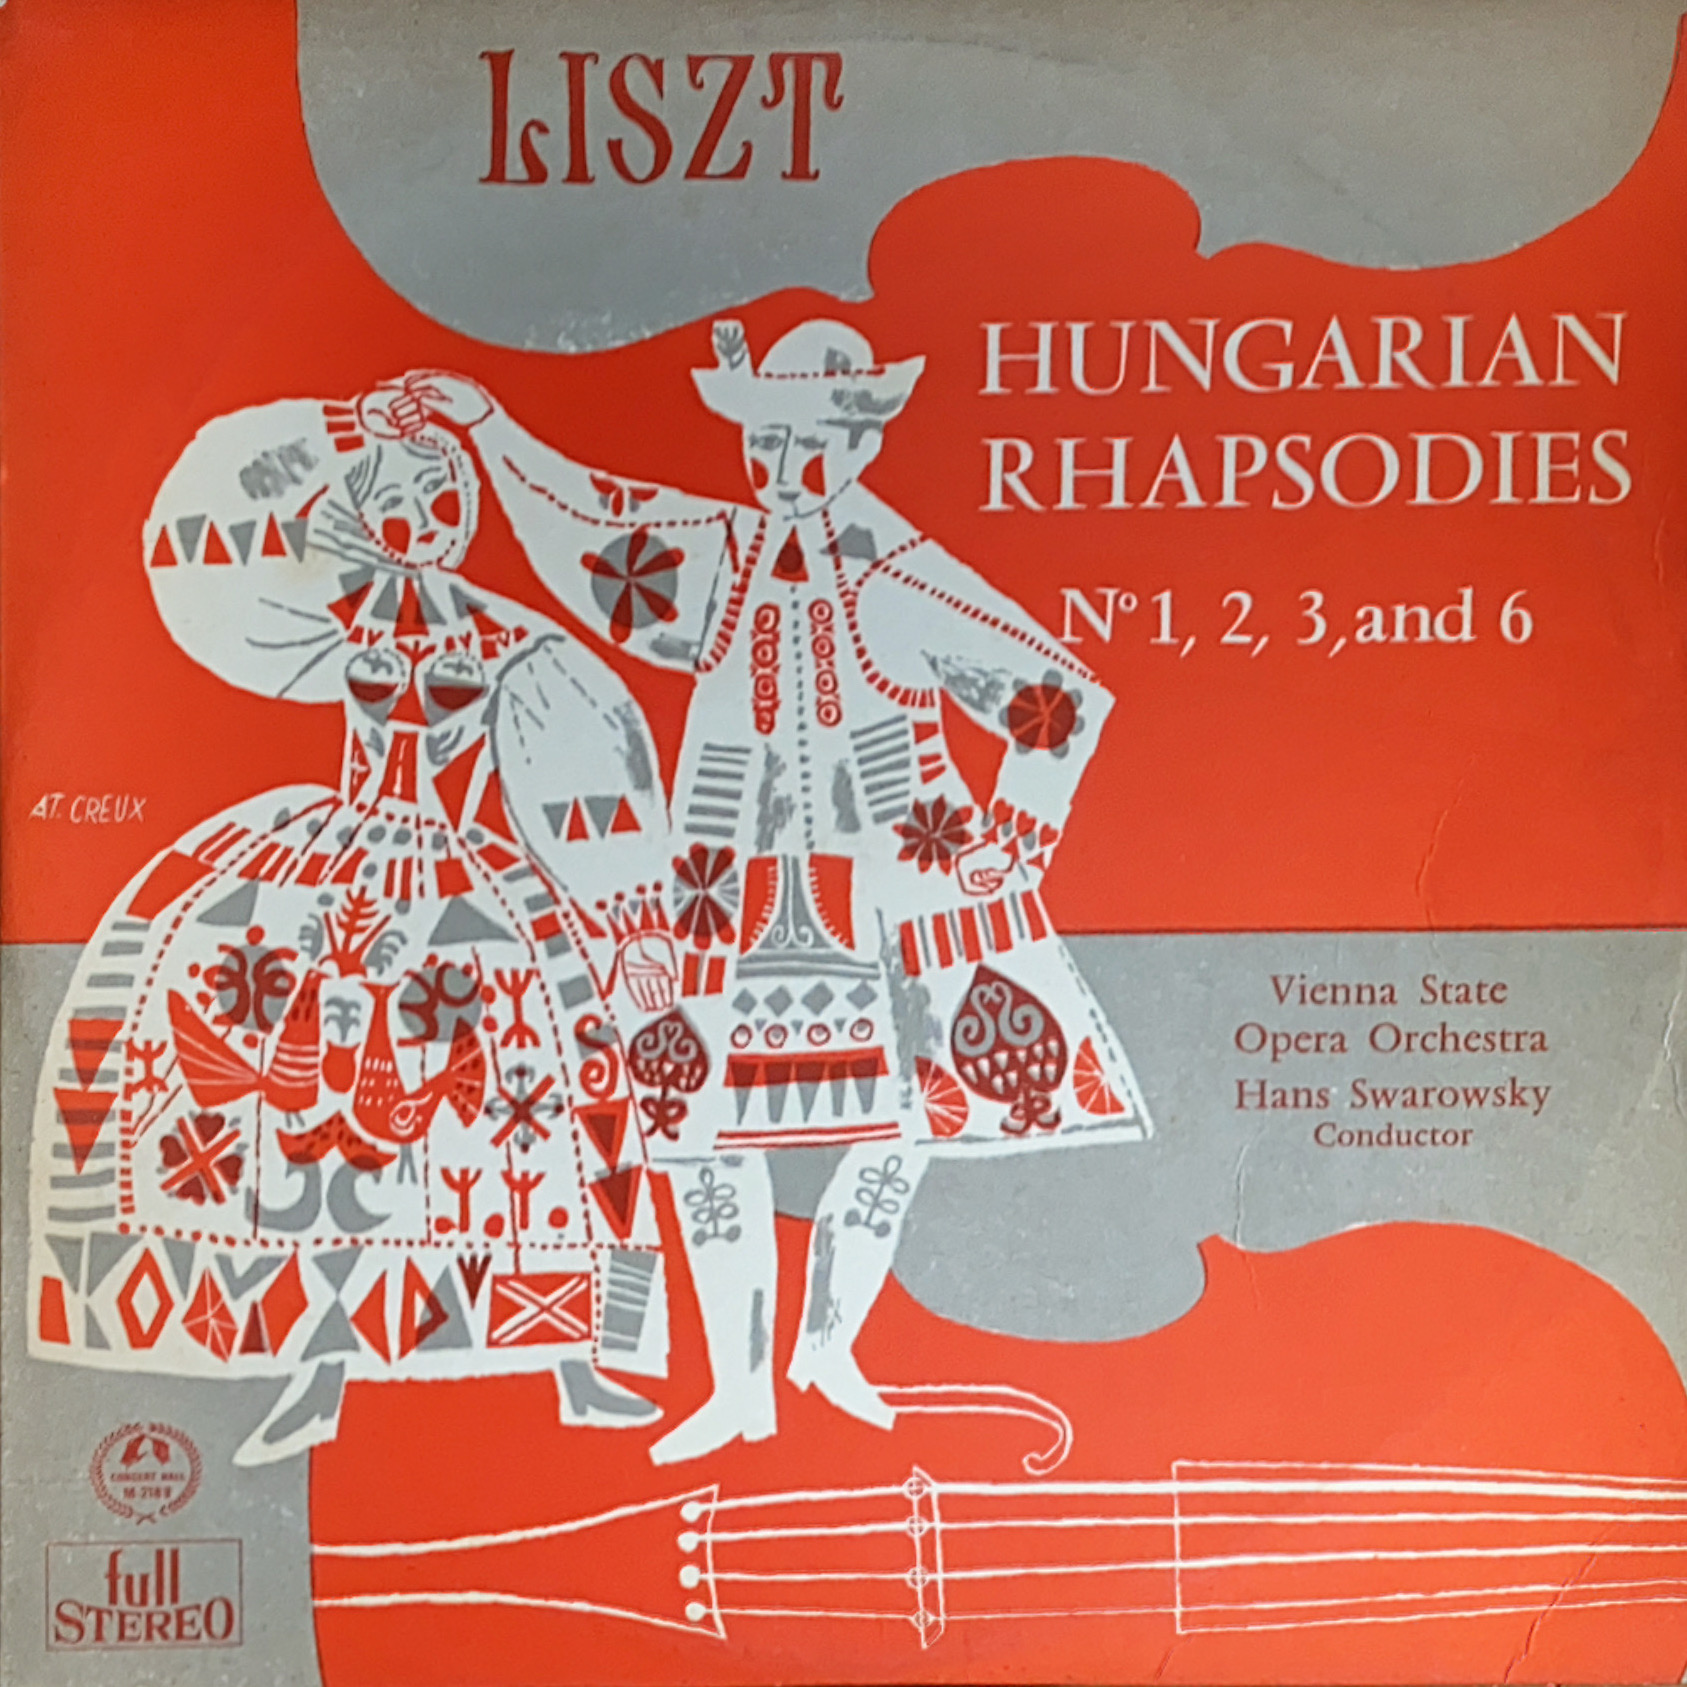 LISZT
HUNGARIAN
RHAPSODIES
Nº 1, 2, 3, and 6
AT. CREUX
Vienna State
Opera Orchestra
Hans Swarowsky
Conductor
CONCERT HALL
full
STEREO